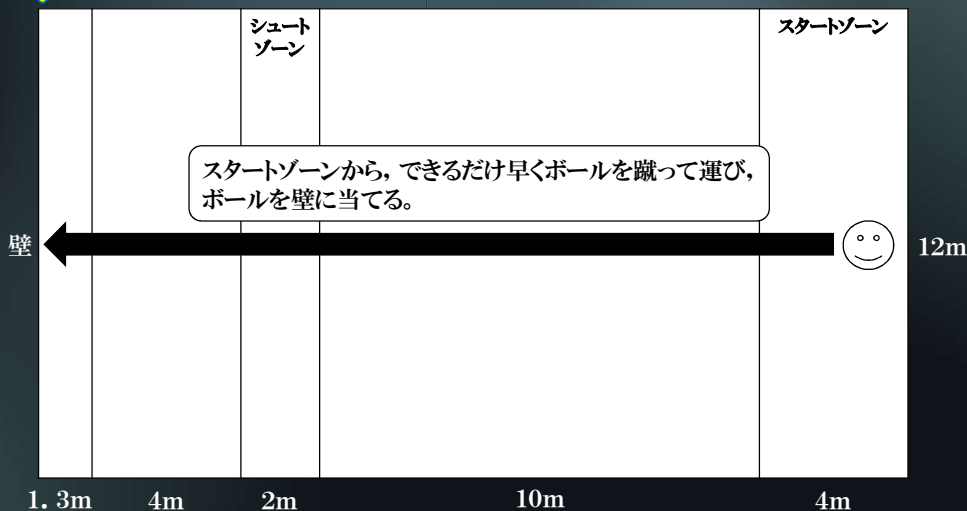 シュート
ゾーン
スタートゾーン
スタートゾーンから，できるだけ早くボールを蹴って運び，
ボールを壁に当てる。
壁
12m
1．3m
4m
2m
10m
4m